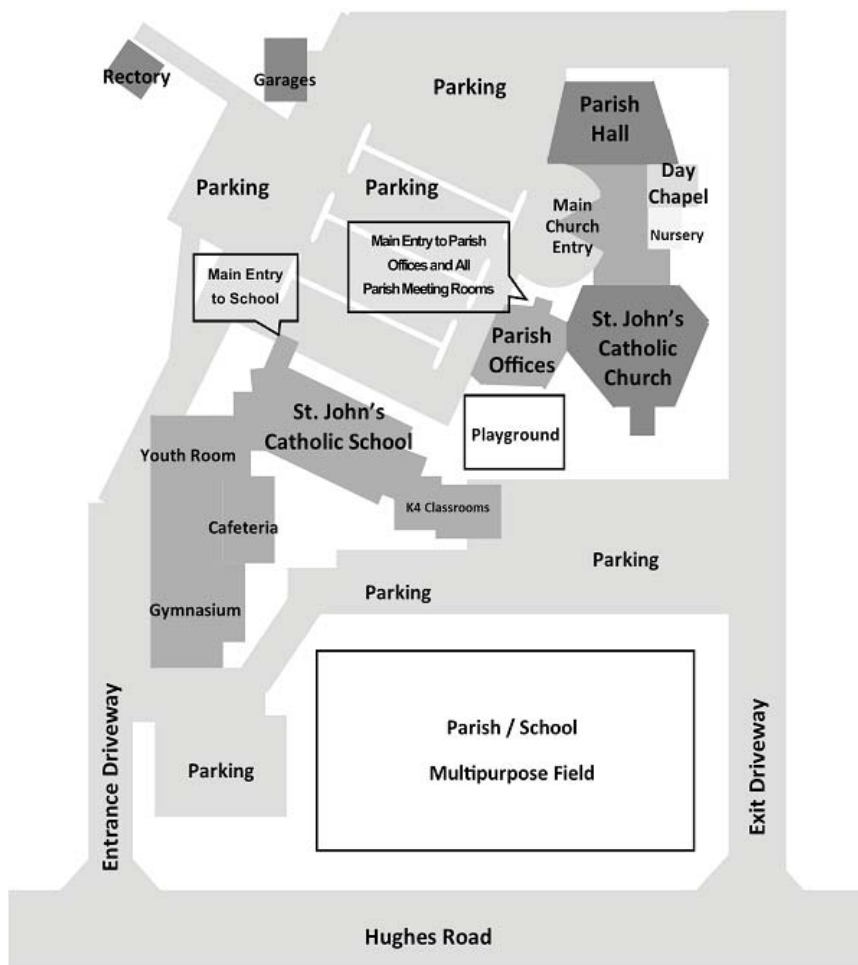 Rectory
Garages
Parking
Parish
Hall
Parking
Parking
Day
Chapel
Main
Church
Entry
Nursery
Main Entry to Parish
Offices and All
Parish Meeting Rooms
Main Entry
to School
St. John's
Catholic
Church
Parish
Offices
St. John's
Catholic School
Playground
Youth Room
K4 Classrooms
Cafeteria
Parking
Parking
Gymnasium
Parish / School
Multipurpose Field
Parking
Entrance Driveway
Exit Driveway
Hughes Road